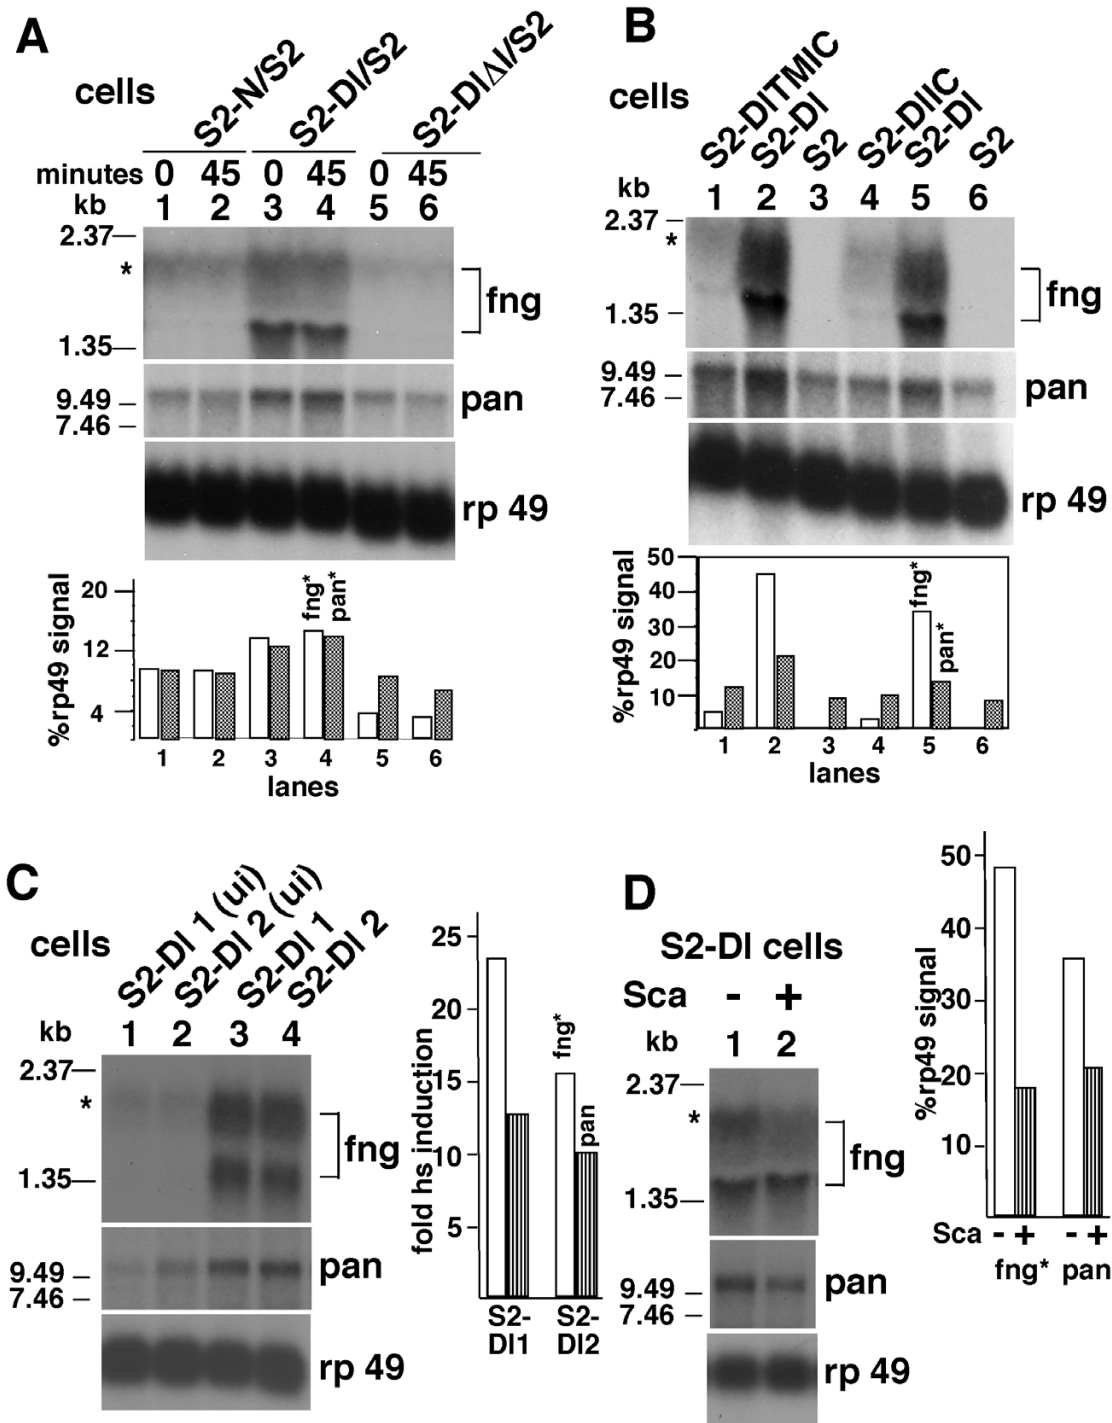 A
cells
S2-N/S2
S2-Dl/S2
S2-DlΔI/S2
minutes 0 45 0 45 0 45
kb 1 2 3 4 5 6
2.37
*
fng
1.35
9.49
pan
7.46
rp 49
%rp49 signal
20
12
4
fng*
pan*
1 2 3 4 5 6
lanes
B
cells
S2-DlTMIC
S2-Dl
S2
S2-DlIC
S2-Dl
S2
kb 1 2 3 4 5 6
2.37
*
fng
1.35
9.49
pan
7.46
rp 49
%rp49 signal
50
40
30
20
10
fng*
pan*
1 2 3 4 5 6
lanes
C
cells
S2-Dl 1 (ui)
S2-Dl 2 (ui)
S2-Dl 1
S2-Dl 2
kb 1 2 3 4
2.37
*
fng
1.35
pan
9.49
7.46
rp 49
fold hs induction
25
20
15
10
5
fng*
pan
S2- S2-
Dl1 Dl2
D
S2-Dl cells
Sca - +
kb 1 2
2.37
*
fng
1.35
pan
9.49
7.46
rp 49
%rp49 signal
50
40
30
20
10
Sca - + - +
fng* pan